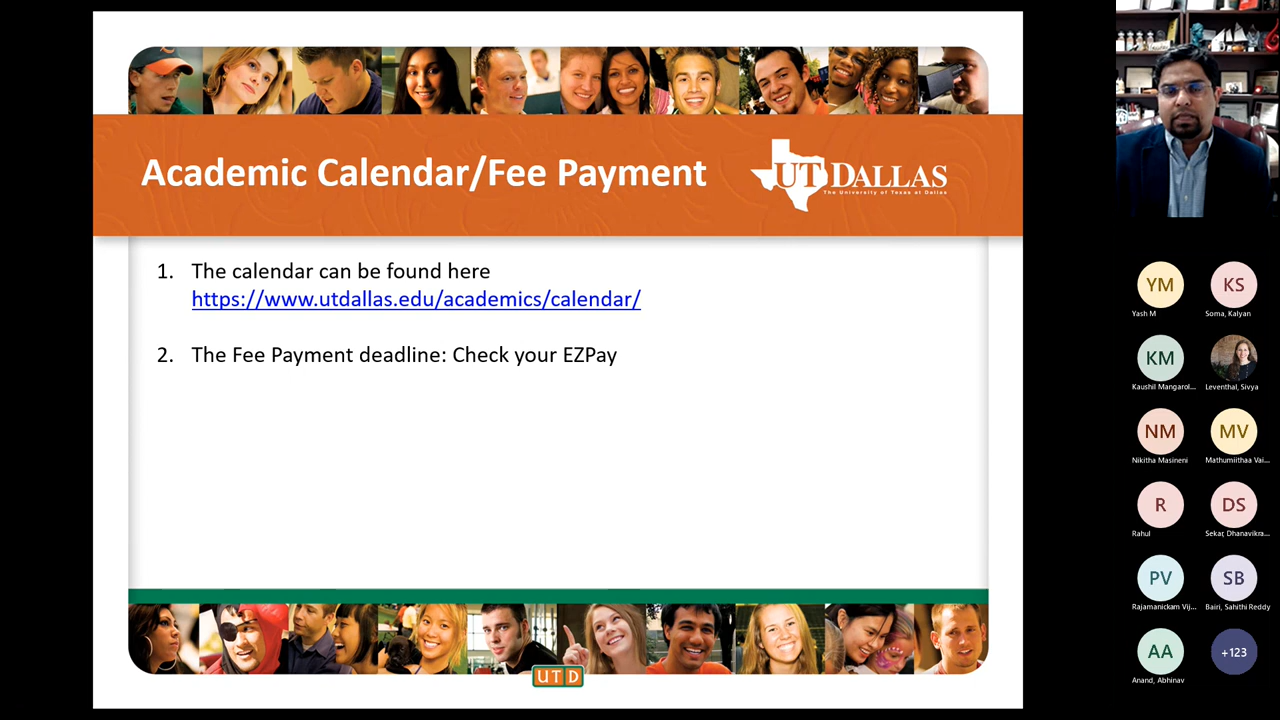 Academic Calendar/Fee Payment
UT DALLAS
The University of Texas at Dallas
1. The calendar can be found here
https://www.utdallas.edu/academics/calendar/
2. The Fee Payment deadline: Check your EZPay
UTD
YM
KS
Yash M
Soma, Kalyan
KM
Kaushil Mangarol...
Leventhal, Sivya
NM
MV
Nikitha Masineni
Mathumiithaa Vai...
R
DS
Rahul
Sekar, Dhanavikra...
PV
SB
Rajamanickam Vij...
Bairi, Sahithi Reddy
AA
+123
Anand, Abhinav